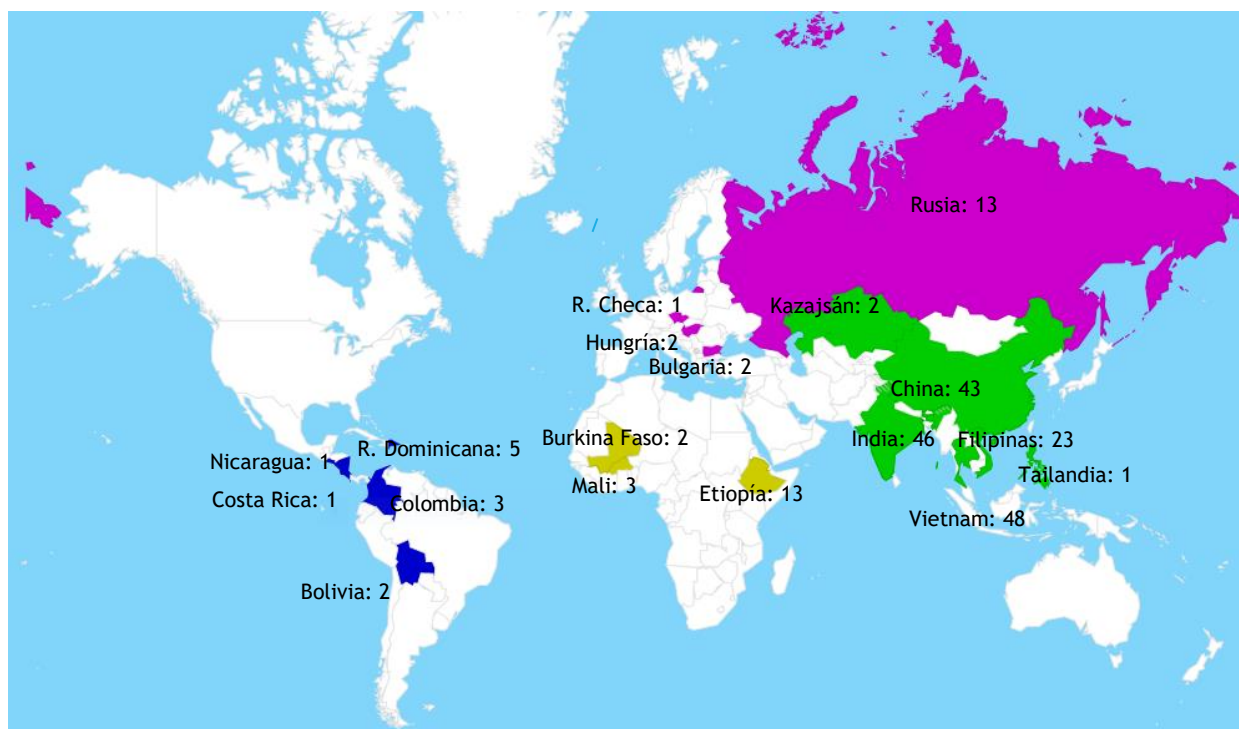 Rusia: 13
R. Checa: 1
Kazajsán: 2
Hungría:2
Bulgaria: 2
China: 43
Burkina Faso: 2
India: 46
Filipinas: 23
R. Dominicana: 5
Nicaragua: 1
Tailandia: 1
Mali: 3
Etiopía: 13
Costa Rica: 1
Colombia: 3
Vietnam: 48
Bolivia: 2